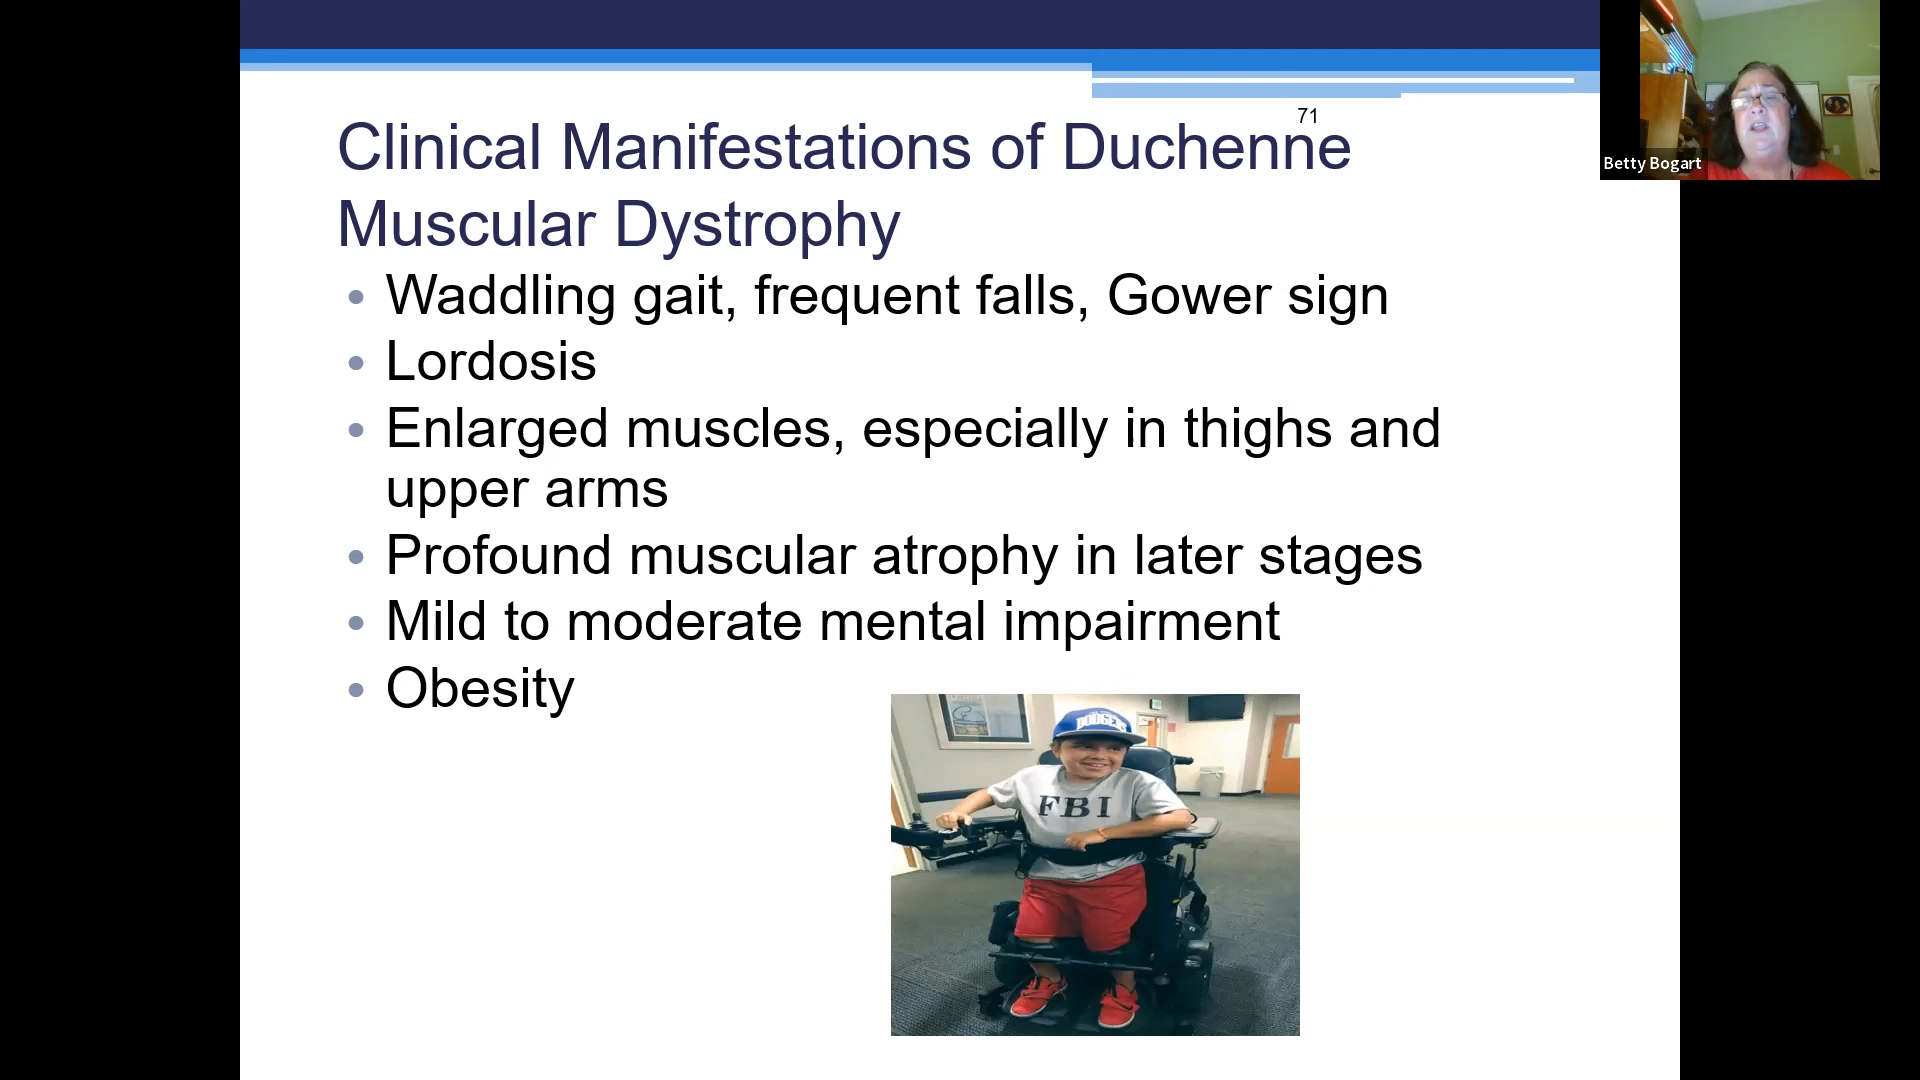 71
Clinical Manifestations of Duchenne
Muscular Dystrophy
• Waddling gait, frequent falls, Gower sign
• Lordosis
• Enlarged muscles, especially in thighs and
upper arms
• Profound muscular atrophy in later stages
• Mild to moderate mental impairment
• Obesity
DODGERS
FBI
Betty Bogart